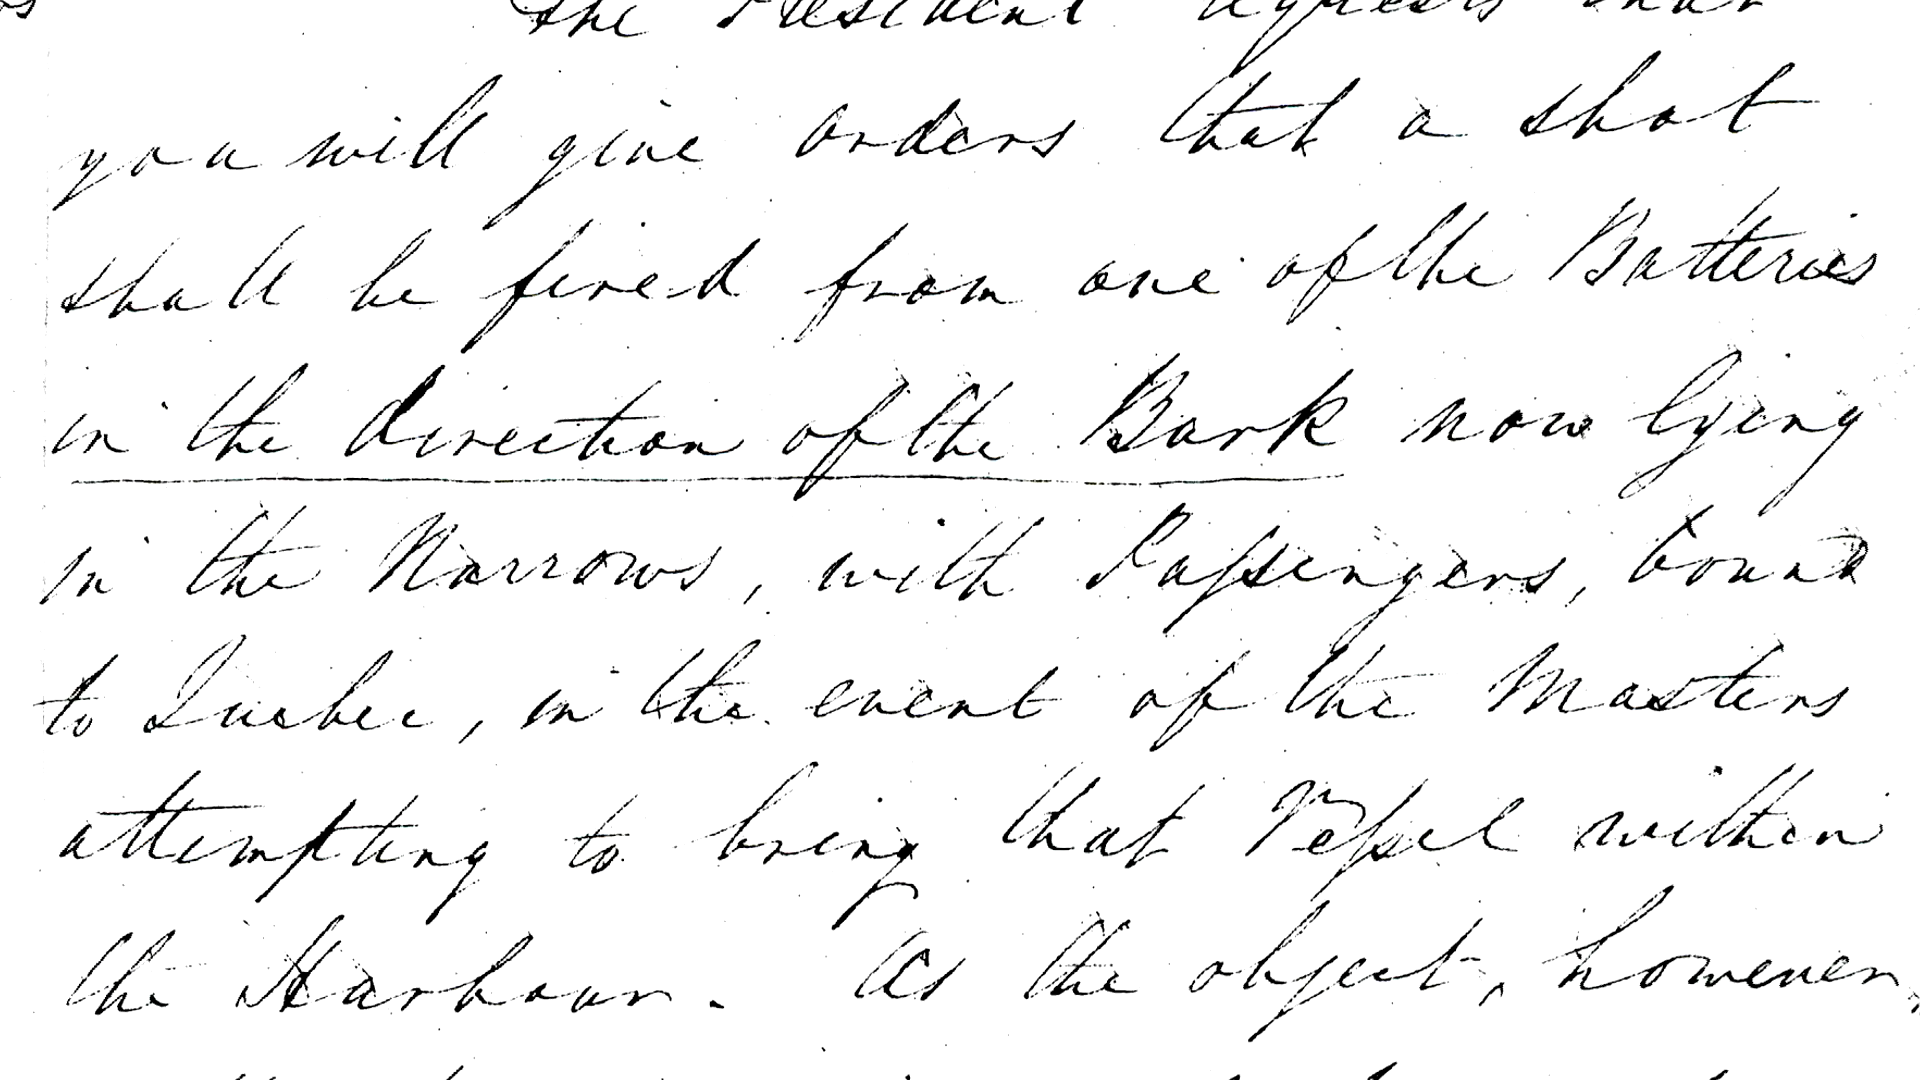 The President requests that
you will give orders that a shot
shall be fired from one of the Batteries
in the direction of the Bark now lying
in the Narrows, with Passengers, bound
to Quebec, in the event of the Masters
attempting to bring that Vessel within
the Harbour. As the object, however,